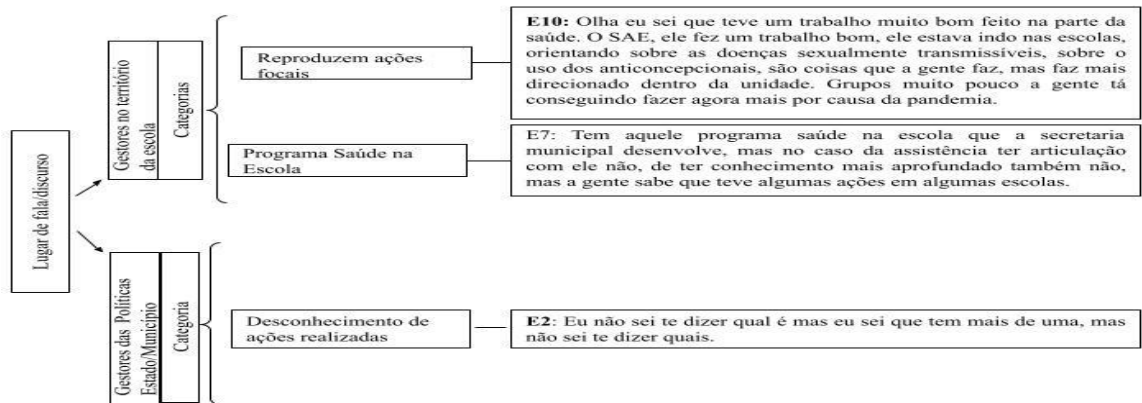 Lugar de fala/discurso
Gestores no território
da escola
Categorias
Reproduzem ações
focais
E10: Olha eu sei que teve um trabalho muito bom feito na parte da
saúde. O SAE, ele fez um trabalho bom, ele estava indo nas escolas,
orientando sobre as doenças sexualmente transmissíveis, sobre o
uso dos anticoncepcionais, são coisas que a gente faz, mas faz mais
direcionado dentro da unidade. Grupos muito pouco a gente tá
conseguindo fazer agora mais por causa da pandemia.
Programa Saúde na
Escola
E7: Tem aquele programa saúde na escola que a secretaria
municipal desenvolve, mas no caso da assistência ter articulação
com ele não, de ter conhecimento mais aprofundado também não,
mas a gente sabe que teve algumas ações em algumas escolas.
Gestores das Políticas
Estado/Município
Categoria
Desconhecimento de
ações realizadas
E2: Eu não sei te dizer qual é mas eu sei que tem mais de uma, mas
não sei te dizer quais.